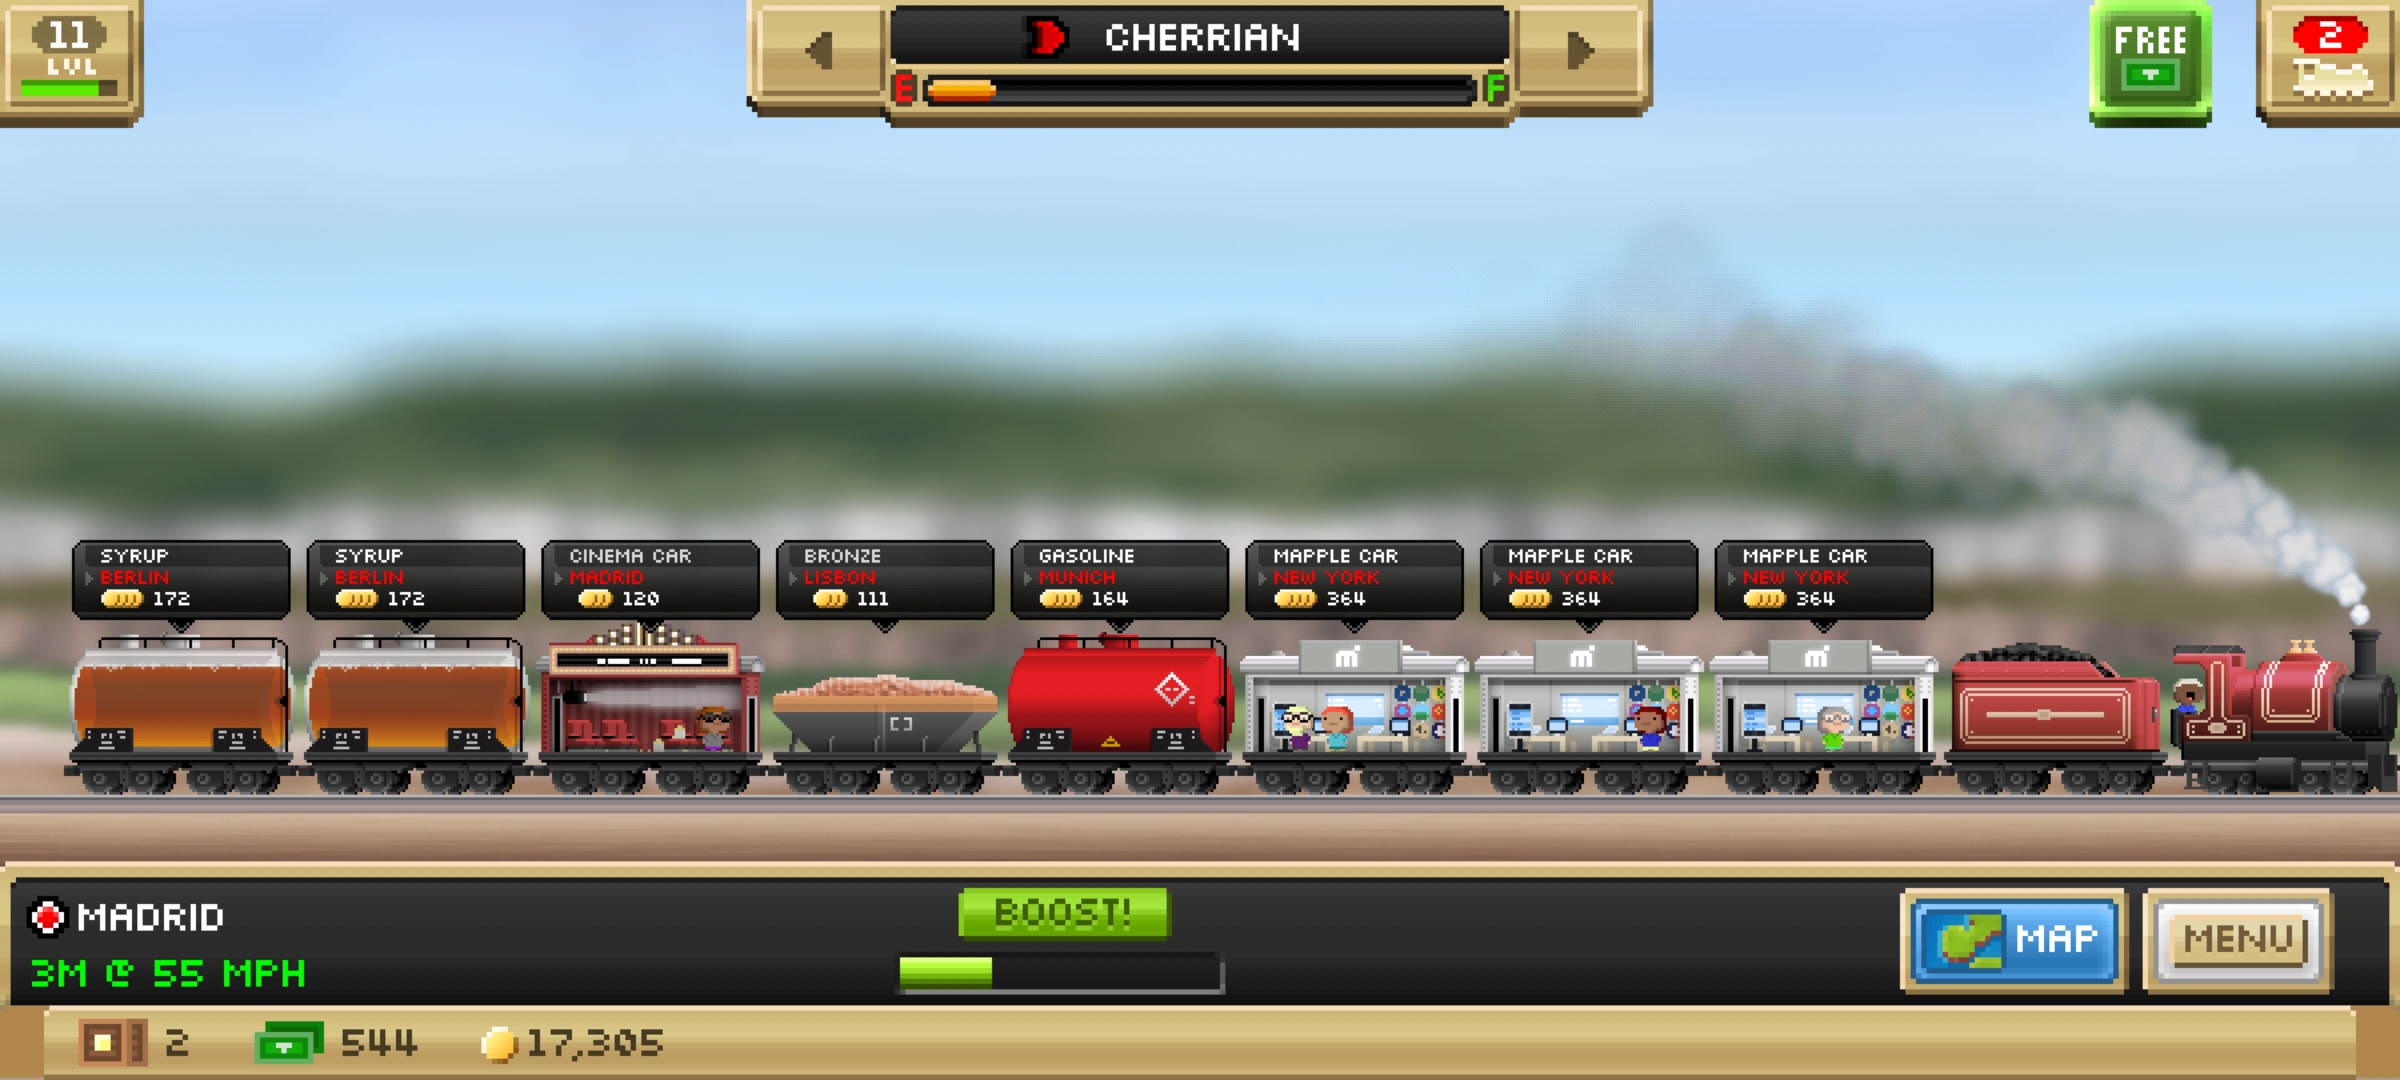 11
LVL
CHERRIAN
E F
FREE
2
SYRUP
BERLIN
172
SYRUP
BERLIN
172
CINEMA CAR
MADRID
120
BRONZE
LISBON
111
GASOLINE
MUNICH
164
MAPPLE CAR
NEW YORK
364
MAPPLE CAR
NEW YORK
364
MAPPLE CAR
NEW YORK
364
m
m
m
MADRID
3M @ 55 MPH
BOOST!
MAP
MENU
2
544
17,305